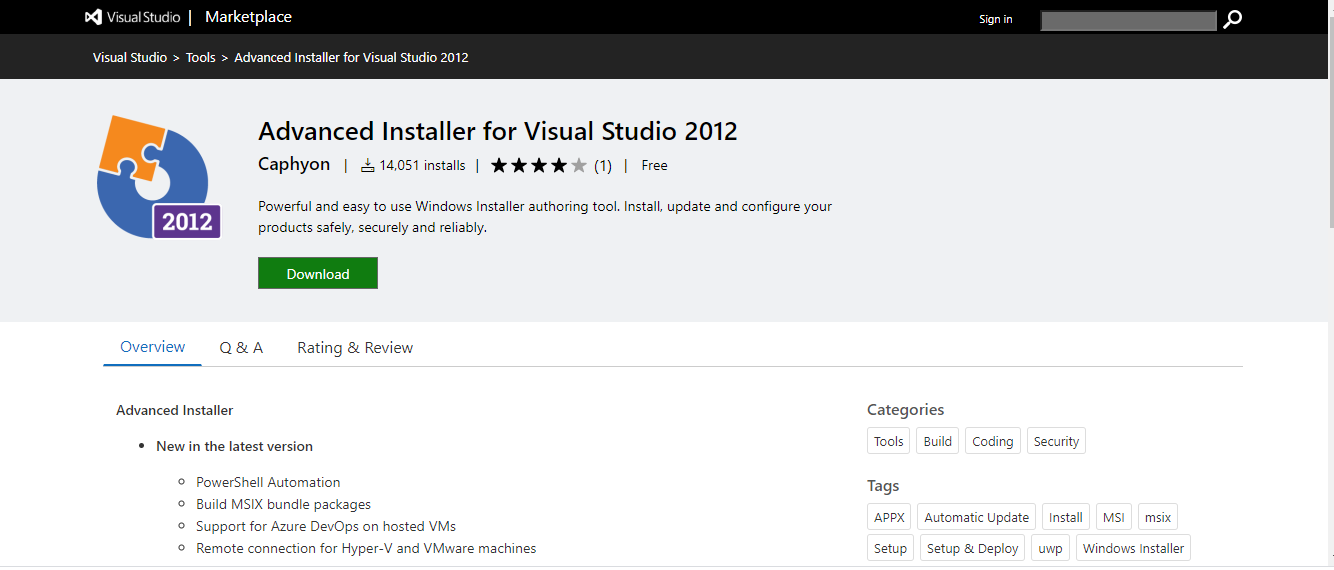 Visual Studio | Marketplace
Sign in
Visual Studio > Tools > Advanced Installer for Visual Studio 2012
2012
Advanced Installer for Visual Studio 2012
Caphyon | 14,051 installs | (1) | Free
Powerful and easy to use Windows Installer authoring tool. Install, update and configure your
products safely, securely and reliably.
Download
Overview Q & A Rating & Review
Advanced Installer
New in the latest version
PowerShell Automation
Build MSIX bundle packages
Support for Azure DevOps on hosted VMs
Remote connection for Hyper-V and VMware machines
Categories
Tools Build Coding Security
Tags
APPX Automatic Update Install MSI msix
Setup Setup & Deploy uwp Windows Installer